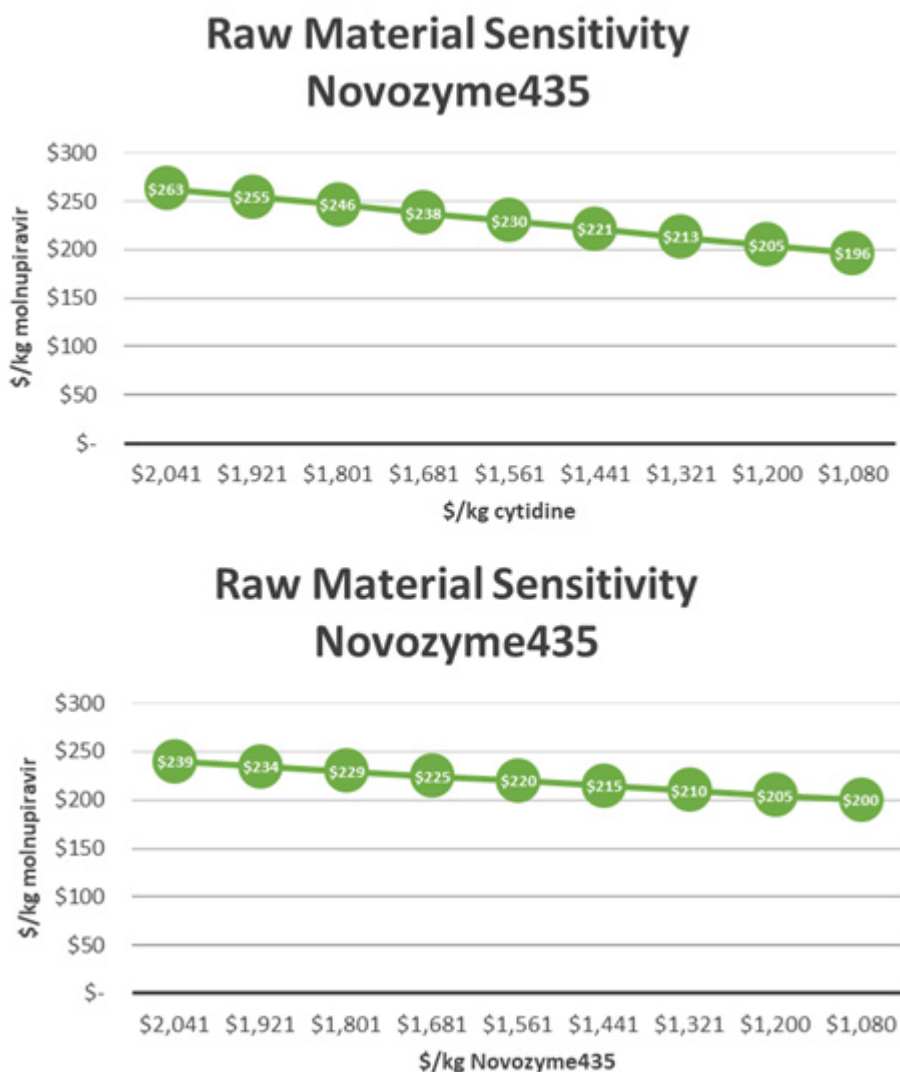 Raw Material Sensitivity
Novozyme435
$300
$250
$200
$150
$100
$50
$-
$/kg molnupiravir
$263 $255 $246 $238 $230 $221 $213 $205 $196
$2,041 $1,921 $1,801 $1,681 $1,561 $1,441 $1,321 $1,200 $1,080
$/kg cytidine
Raw Material Sensitivity
Novozyme435
$300
$250
$200
$150
$100
$50
$-
$/kg molnupiravir
$239 $234 $229 $225 $220 $215 $210 $205 $200
$2,041 $1,921 $1,801 $1,681 $1,561 $1,441 $1,321 $1,200 $1,080
$/kg Novozyme435